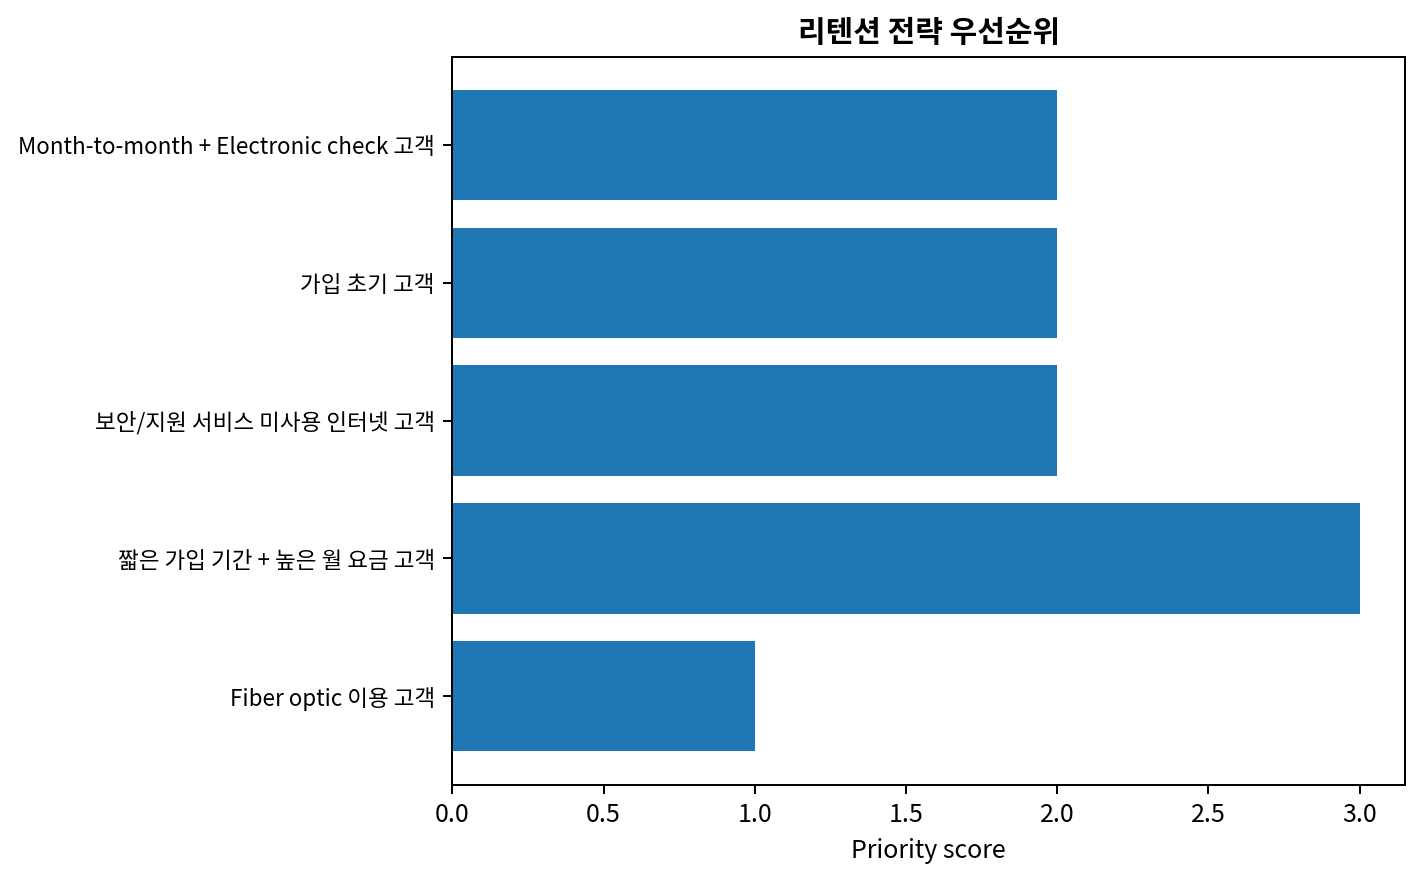 리텐션 전략 우선순위
Month-to-month + Electronic check 고객
가입 초기 고객
보안/지원 서비스 미사용 인터넷 고객
짧은 가입 기간 + 높은 월 요금 고객
Fiber optic 이용 고객
0.0 0.5 1.0 1.5 2.0 2.5 3.0
Priority score